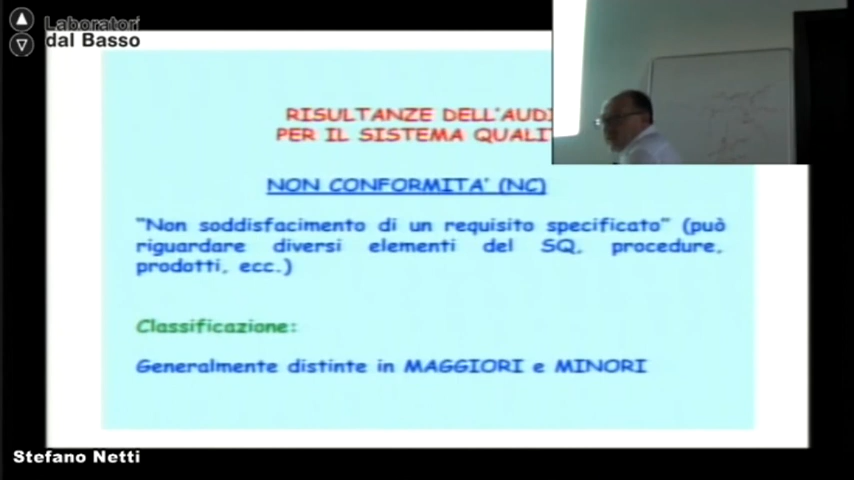 Laboratori
dal Basso
RISULTANZE DELL'AUDI
PER IL SISTEMA QUALIT
NON CONFORMITA' (NC)
"Non soddisfacimento di un requisito specificato" (può
riguardare diversi elementi del SQ, procedure,
prodotti, ecc.)
Classificazione:
Generalmente distinte in MAGGIORI e MINORI
Stefano Netti